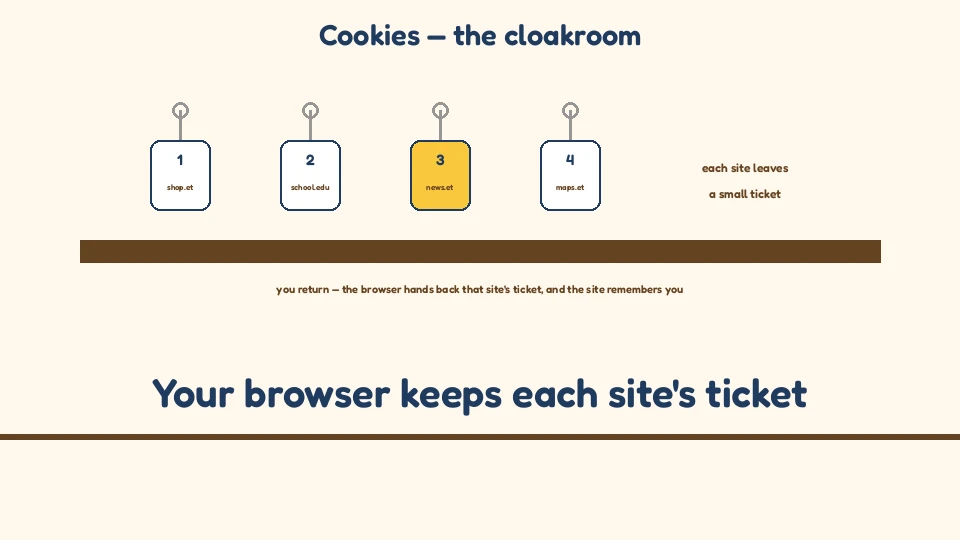 Cookies — the cloakroom
1
2
3
4
shop.et
school.edu
news.et
maps.et
each site leaves
a small ticket
you return — the browser hands back that site's ticket, and the site remembers you
Your browser keeps each site's ticket